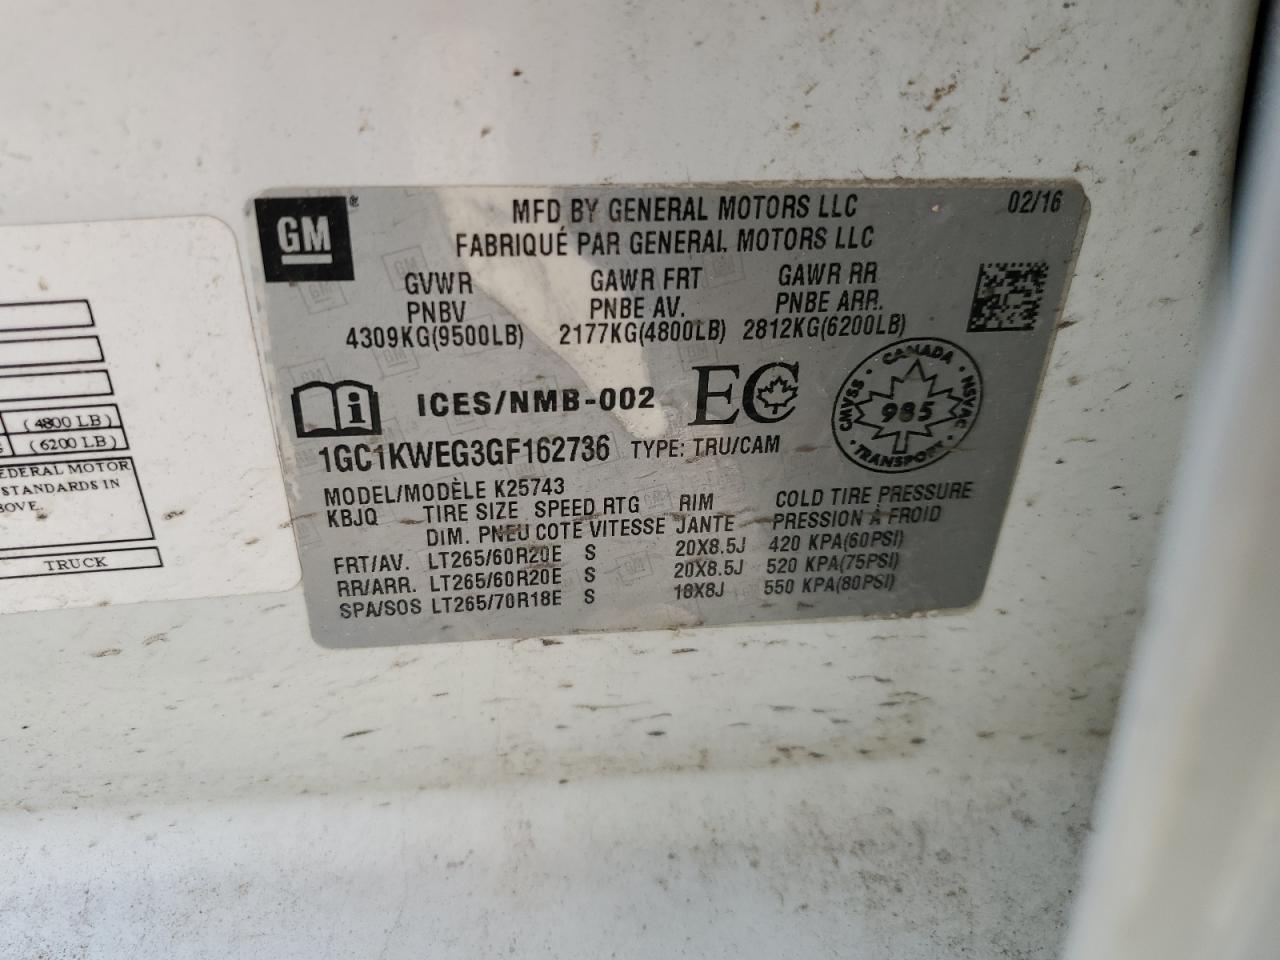 GM ®
MFD BY GENERAL MOTORS LLC 02/16
FABRIQUÉ PAR GENERAL MOTORS LLC
GVWR GAWR FRT GAWR RR
PNBV PNBE AV. PNBE ARR.
4309KG(9500LB) 2177KG(4800LB) 2812KG(6200LB)
ICES/NMB-002 EC
CANADA
CMVSS 985 NSVAC
TRANSPORT
1GC1KWEG3GF162736 TYPE: TRU/CAM
MODEL/MODÈLE K25743
KBJQ TIRE SIZE SPEED RTG RIM COLD TIRE PRESSURE
DIM. PNEU COTE VITESSE JANTE PRESSION À FROID
FRT/AV. LT265/60R20E S 20X8.5J 420 KPA(60PSI)
RR/ARR. LT265/60R20E S 20X8.5J 520 KPA(75PSI)
SPA/SOS LT265/70R18E S 18X8J 550 KPA(80PSI)
(4800 LB)
(6200 LB)
EDERAL MOTOR
STANDARDS IN
OVE.
TRUCK